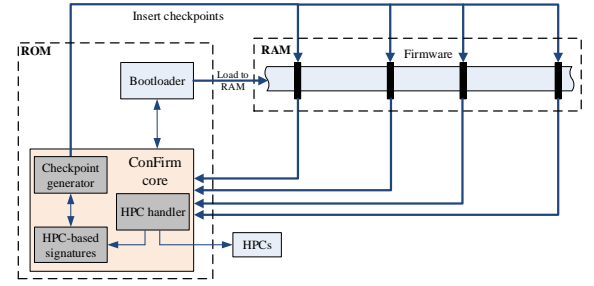 Insert checkpoints
ROM
RAM
Firmware
Bootloader
Load to
RAM
Checkpoint
generator
ConFirm
core
HPC handler
HPC-based
signatures
HPCs